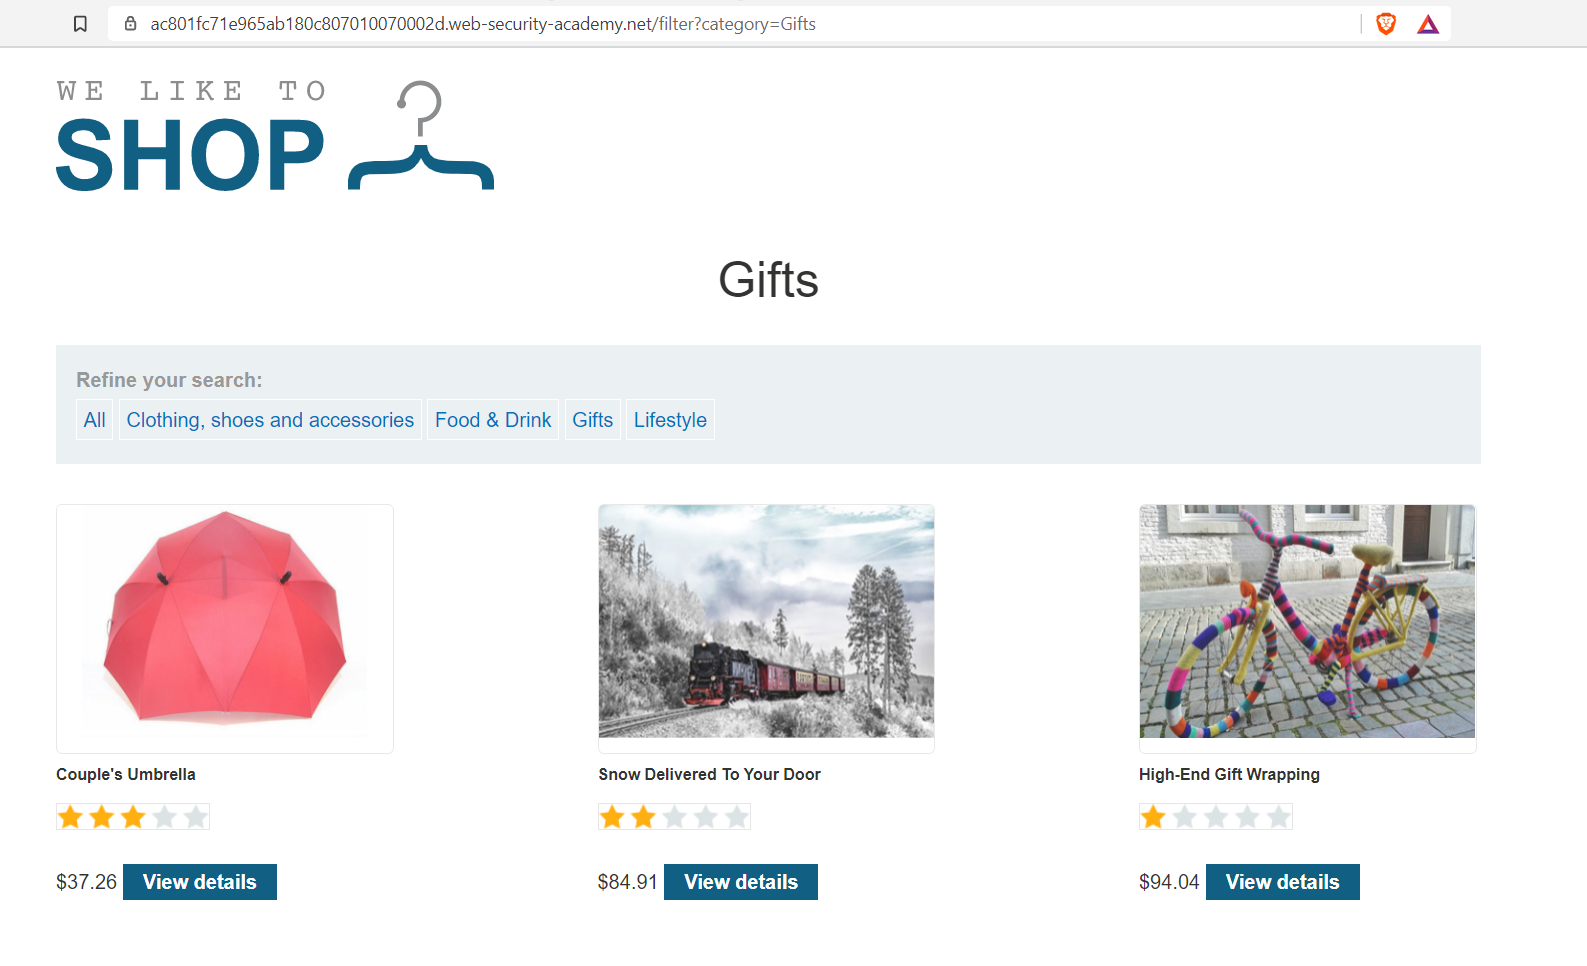 ac801fc71e965ab180c807010070002d.web-security-academy.net/filter?category=Gifts
WE LIKE TO
SHOP
Gifts
Refine your search:
All Clothing, shoes and accessories Food & Drink Gifts Lifestyle
Couple's Umbrella Snow Delivered To Your Door High-End Gift Wrapping
$37.26 View details $84.91 View details $94.04 View details